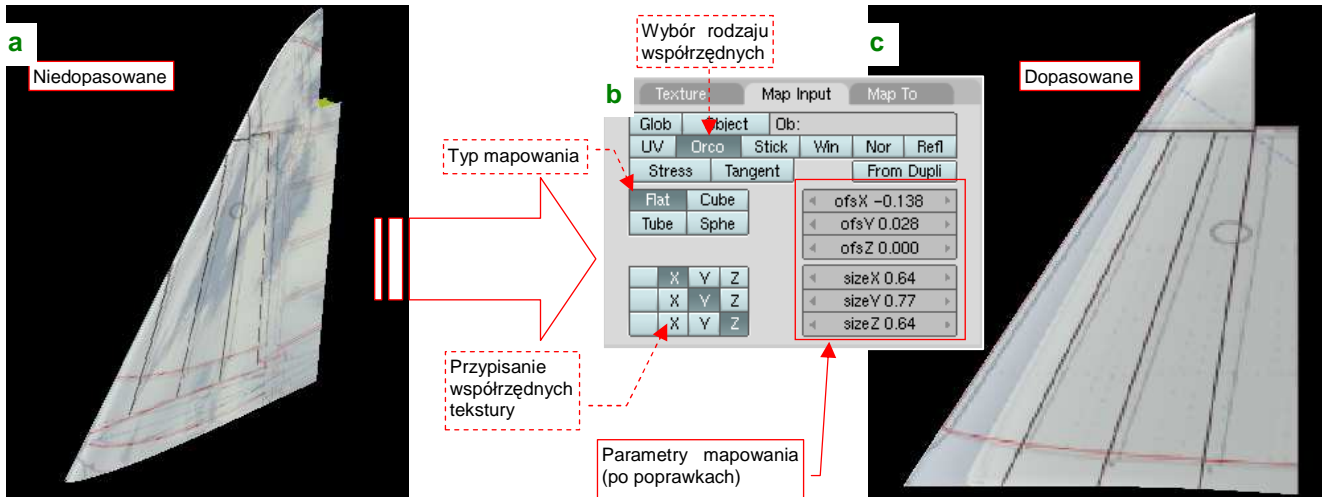 a
Niedopasowane
Wybór rodzaju
współrzędnych
b
Texture Map Input Map To
Glob Object Ob:
UV Orco Stick Win Nor Refl
Stress Tangent From Dupli
Flat Cube
Tube Sphe
ofsX -0.138
ofsY 0.028
ofsZ 0.000
X Y Z
X Y Z
X Y Z
sizeX 0.64
sizeY 0.77
sizeZ 0.64
Typ mapowania
Przypisanie
współrzędnych
tekstury
Parametry mapowania
(po poprawkach)
c
Dopasowane